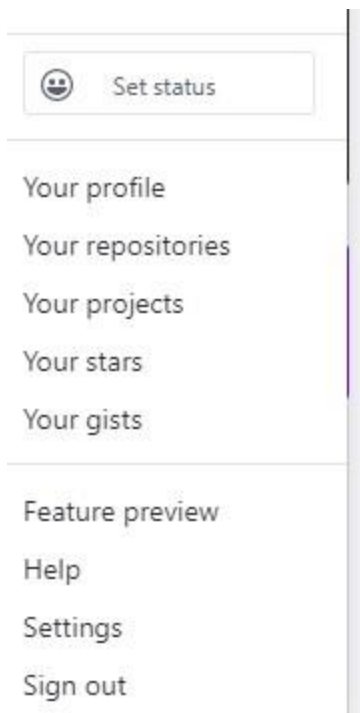 Set status
Your profile
Your repositories
Your projects
Your stars
Your gists
Feature preview
Help
Settings
Sign out